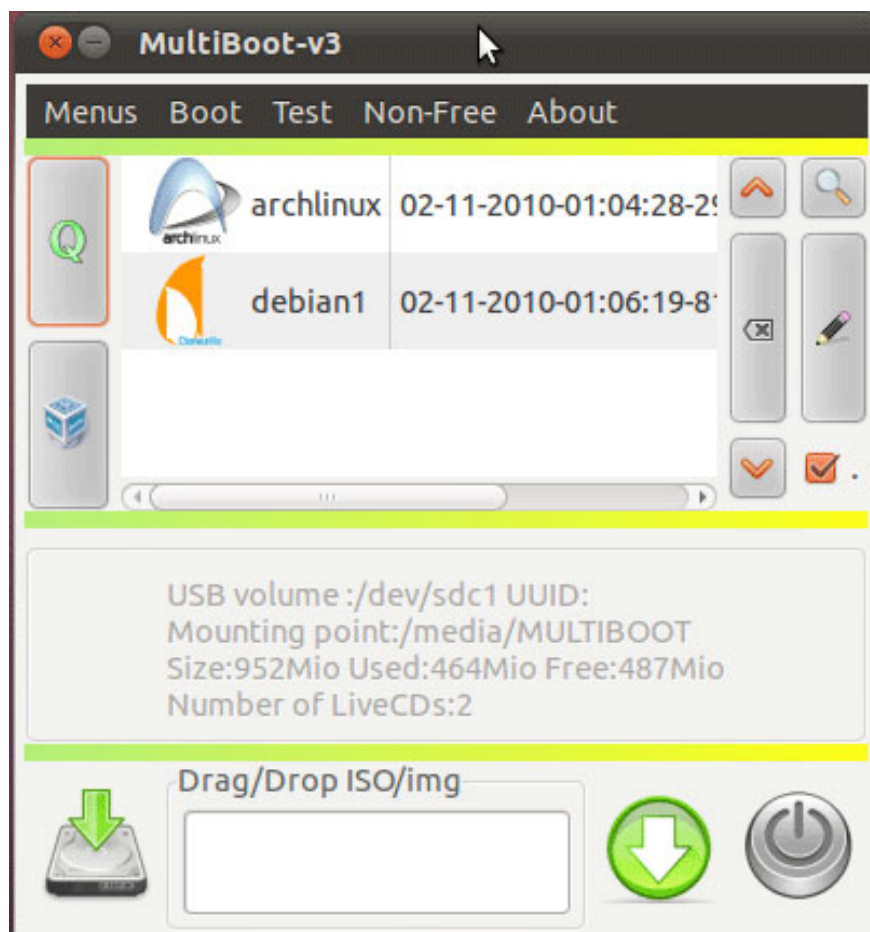 MultiBoot-v3
Menus Boot Test Non-Free About
archlinux
archlinux 02-11-2010-01:04:28-2
debian1 02-11-2010-01:06:19-8
USB volume :/dev/sdc1 UUID:
Mounting point:/media/MULTIBOOT
Size:952Mio Used:464Mio Free:487Mio
Number of LiveCDs:2
Drag/Drop ISO/img